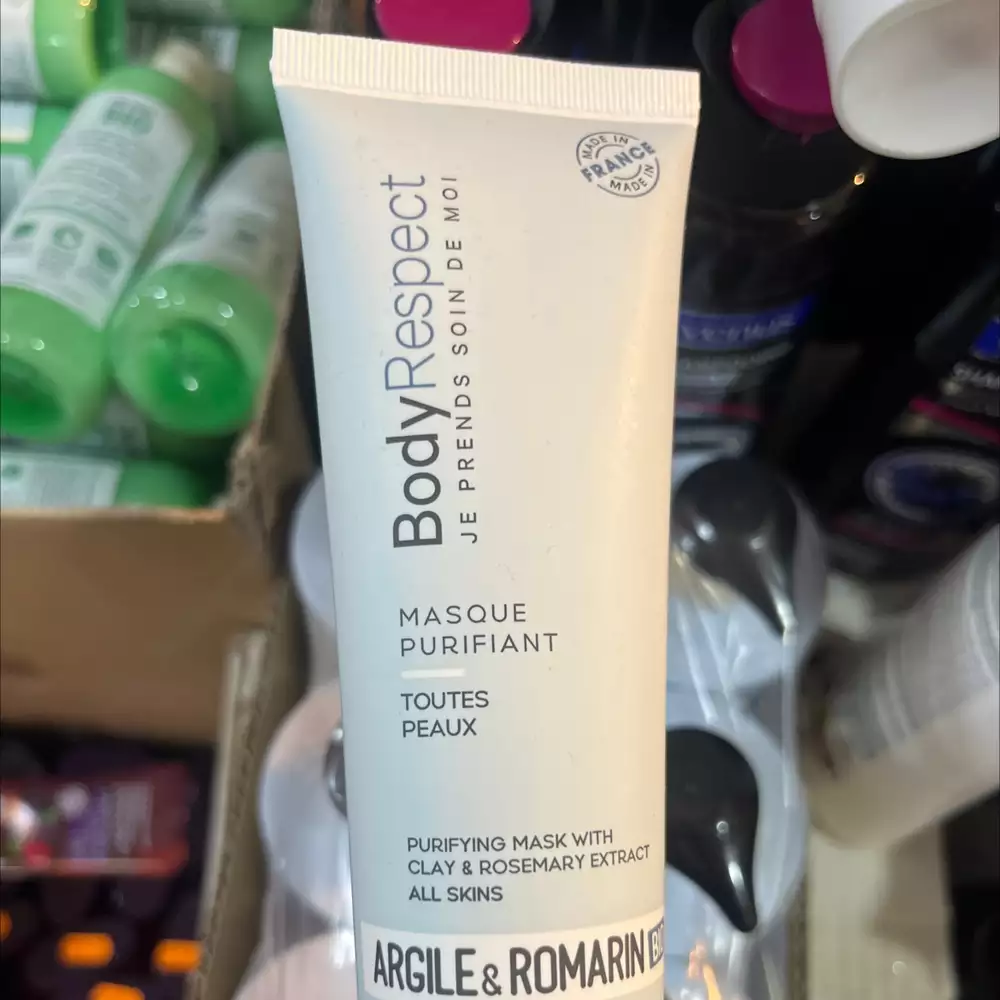 MADE IN
FRANCE
MADE IN
BodyRespect
JE PRENDS SOIN DE MOI
MASQUE
PURIFIANT
TOUTES
PEAUX
PURIFYING MASK WITH
CLAY & ROSEMARY EXTRACT
ALL SKINS
ARGILE & ROMARIN